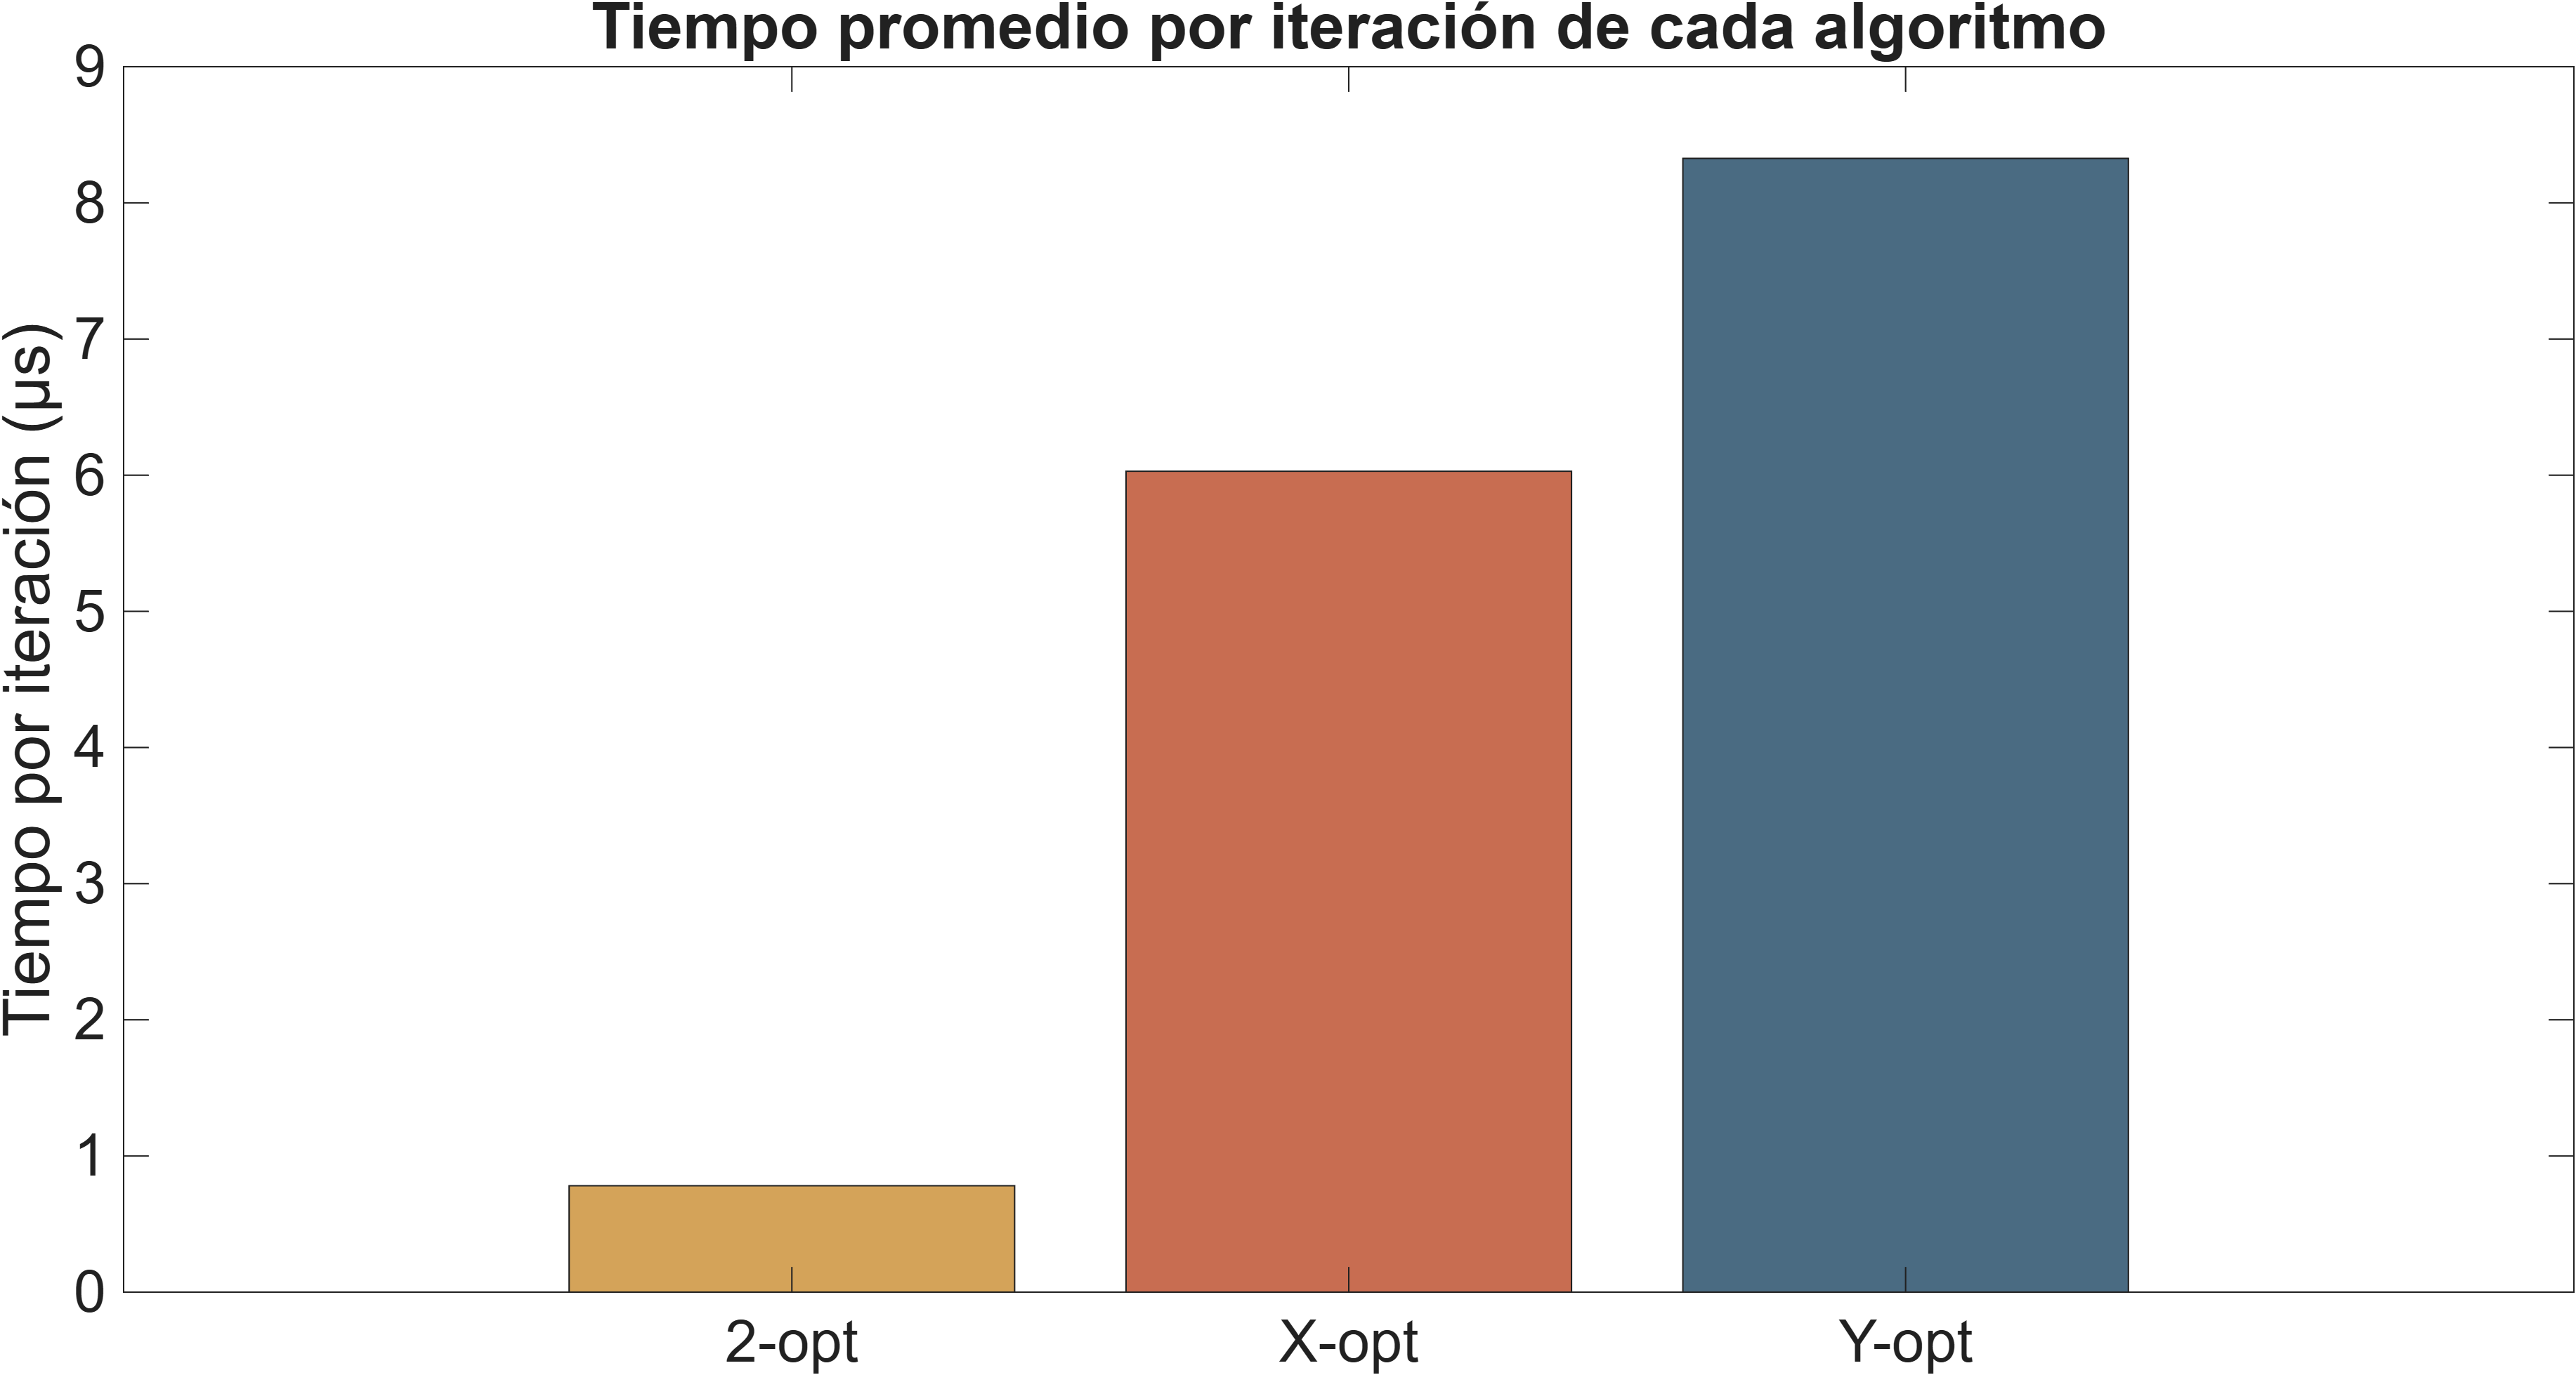 Tiempo promedio por iteración de cada algoritmo
Tiempo por iteración (µs)
9
8
7
6
5
4
3
2
1
0
2-opt
X-opt
Y-opt